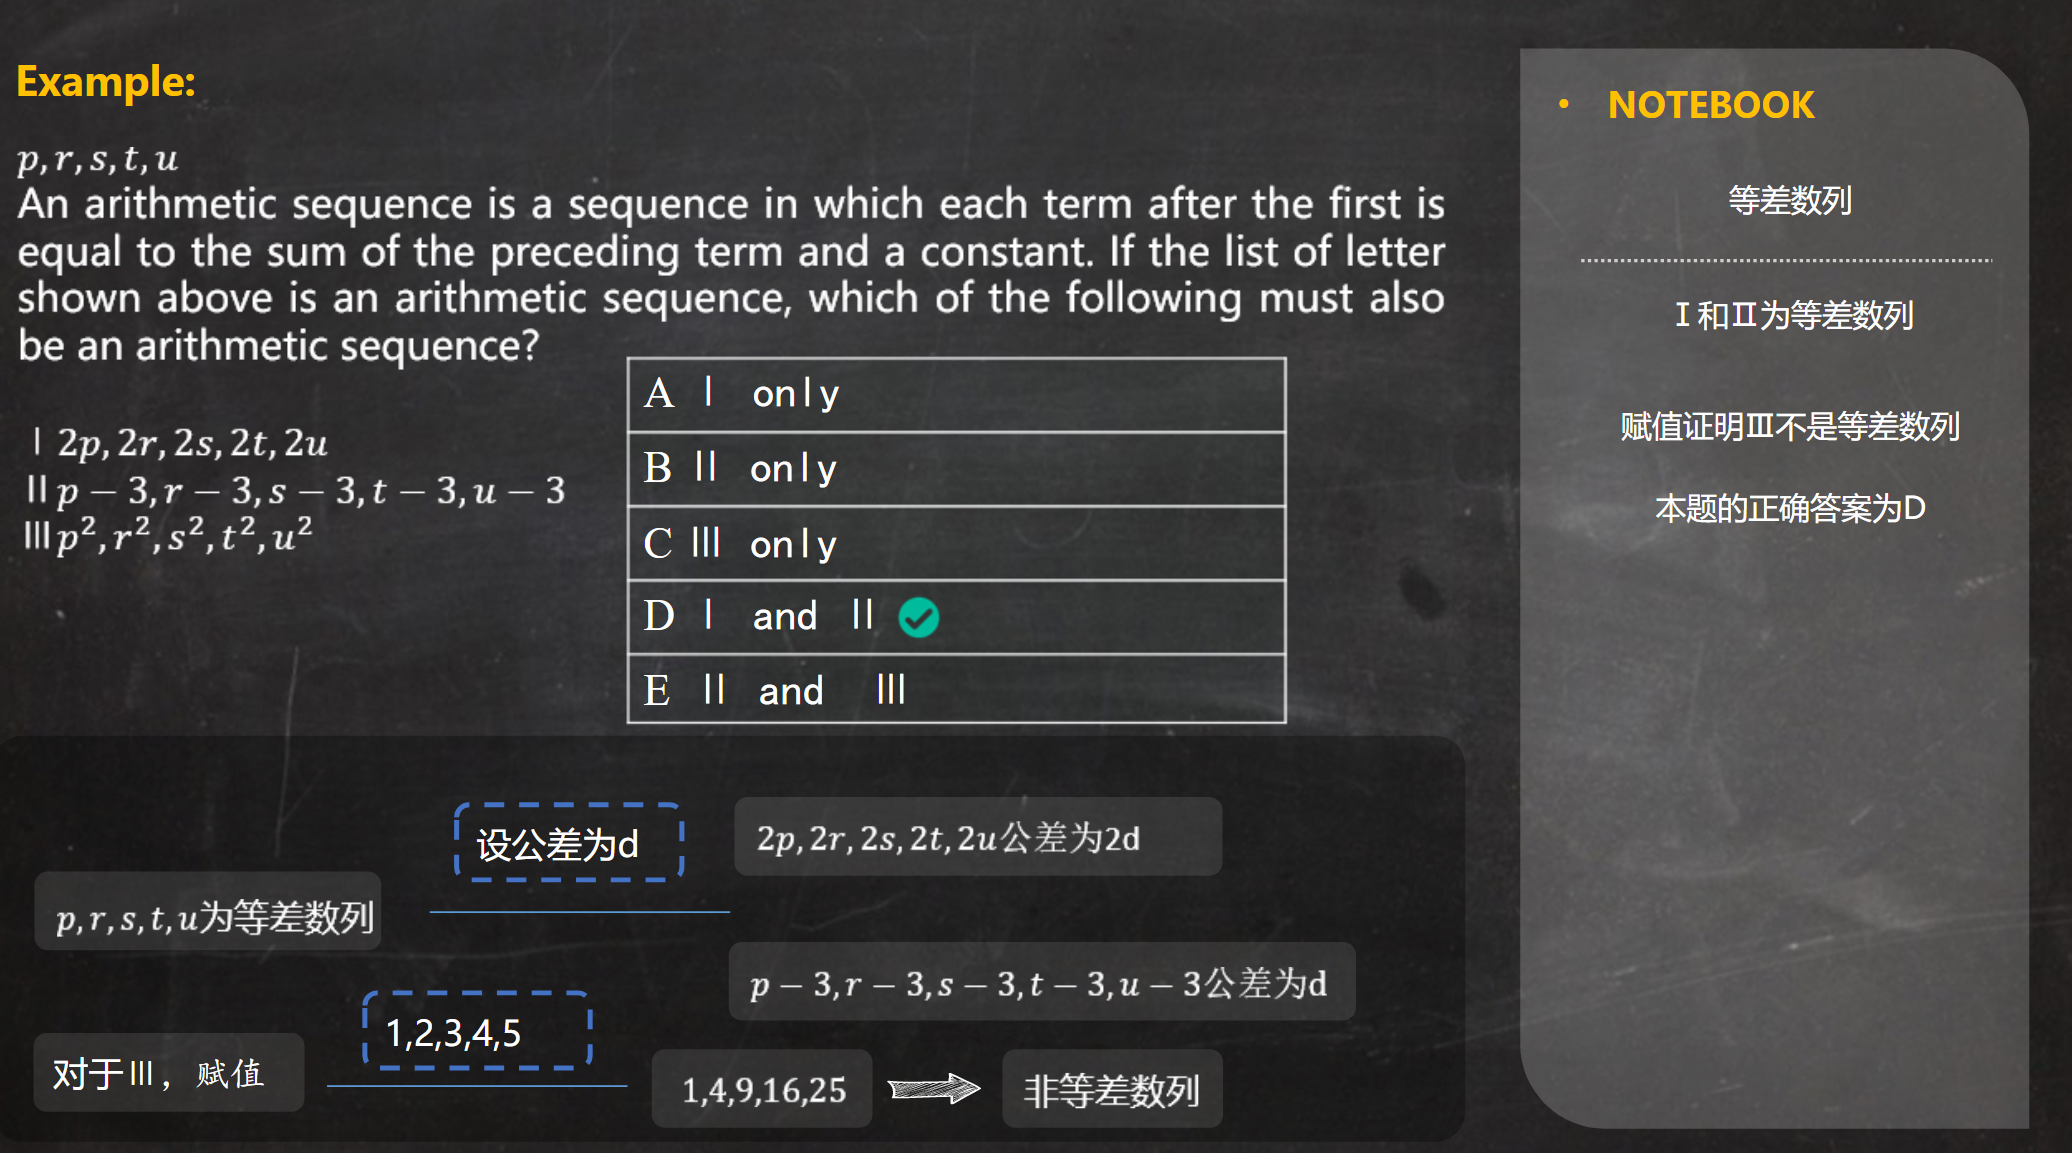 Example:
p, r, s, t, u
An arithmetic sequence is a sequence in which each term after the first is
equal to the sum of the preceding term and a constant. If the list of letter
shown above is an arithmetic sequence, which of the following must also
be an arithmetic sequence?
Ⅰ 2p, 2r, 2s, 2t, 2u
Ⅱ p − 3, r − 3, s − 3, t − 3, u − 3
Ⅲ p², r², s², t², u²
A Ⅰ only
B Ⅱ only
C Ⅲ only
D Ⅰ and Ⅱ
E Ⅱ and Ⅲ
p, r, s, t, u为等差数列
设公差为d
2p, 2r, 2s, 2t, 2u公差为2d
p − 3, r − 3, s − 3, t − 3, u − 3公差为d
对于Ⅲ，赋值
1,2,3,4,5
1,4,9,16,25
非等差数列
• NOTEBOOK
等差数列
Ⅰ和Ⅱ为等差数列
赋值证明Ⅲ不是等差数列
本题的正确答案为D